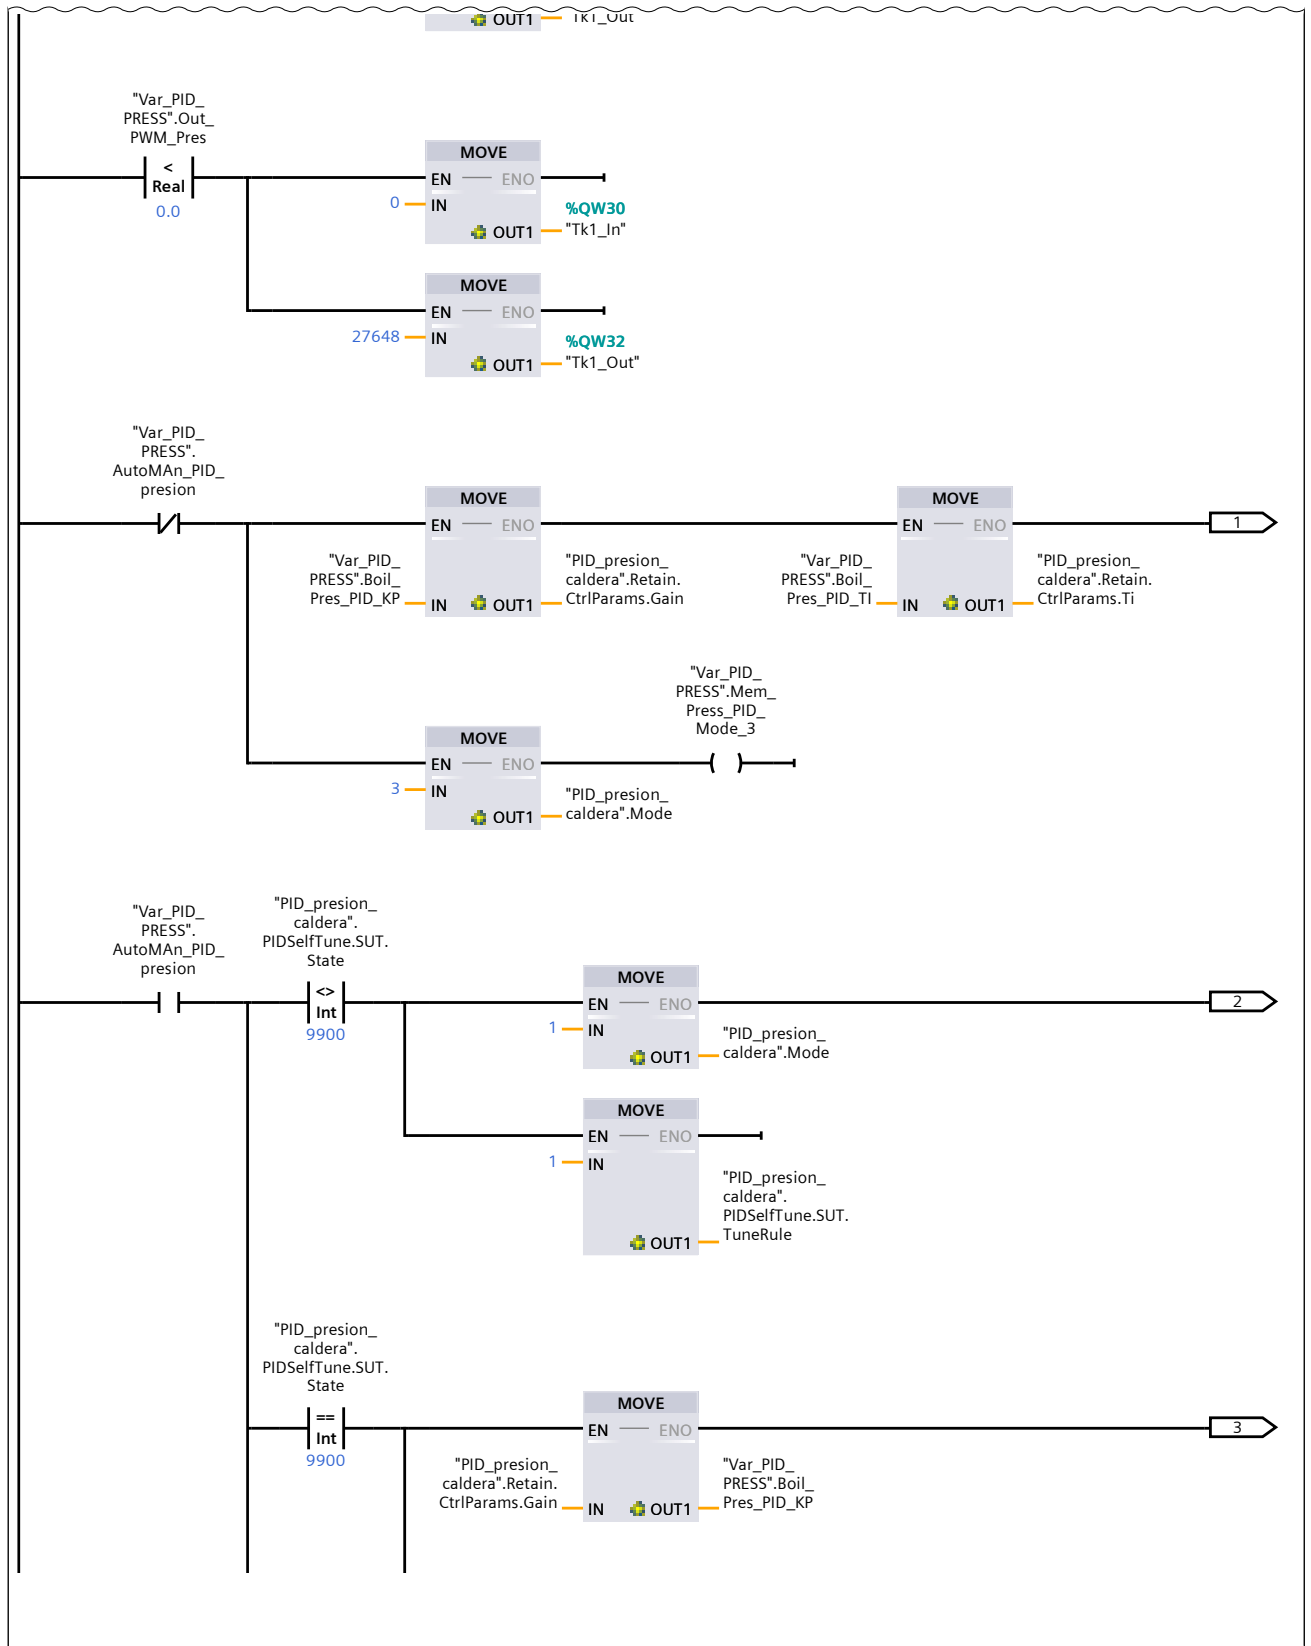 OUT1
Tk1_Out
"Var_PID_
PRESS".Out_
PWM_Pres
<
Real
0.0
MOVE
EN
ENO
0
IN
%QW30
OUT1
"Tk1_In"
MOVE
EN
ENO
27648
IN
%QW32
OUT1
"Tk1_Out"
"Var_PID_
PRESS".
AutoMAn_PID_
presion
MOVE
EN
ENO
"Var_PID_
PRESS".Boil_
Pres_PID_KP
IN
OUT1
"PID_presion_
caldera".Retain.
CtrlParams.Gain
MOVE
EN
ENO
"Var_PID_
PRESS".Boil_
Pres_PID_TI
IN
OUT1
"PID_presion_
caldera".Retain.
CtrlParams.Ti
1
MOVE
EN
ENO
3
IN
OUT1
"PID_presion_
caldera".Mode
"Var_PID_
PRESS".Mem_
Press_PID_
Mode_3
"Var_PID_
PRESS".
AutoMAn_PID_
presion
"PID_presion_
caldera".
PIDSelfTune.SUT.
State
<>
Int
9900
MOVE
EN
ENO
1
IN
OUT1
"PID_presion_
caldera".Mode
2
MOVE
EN
ENO
1
IN
OUT1
"PID_presion_
caldera".
PIDSelfTune.SUT.
TuneRule
"PID_presion_
caldera".
PIDSelfTune.SUT.
State
==
Int
9900
MOVE
EN
ENO
"PID_presion_
caldera".Retain.
CtrlParams.Gain
IN
OUT1
"Var_PID_
PRESS".Boil_
Pres_PID_KP
3